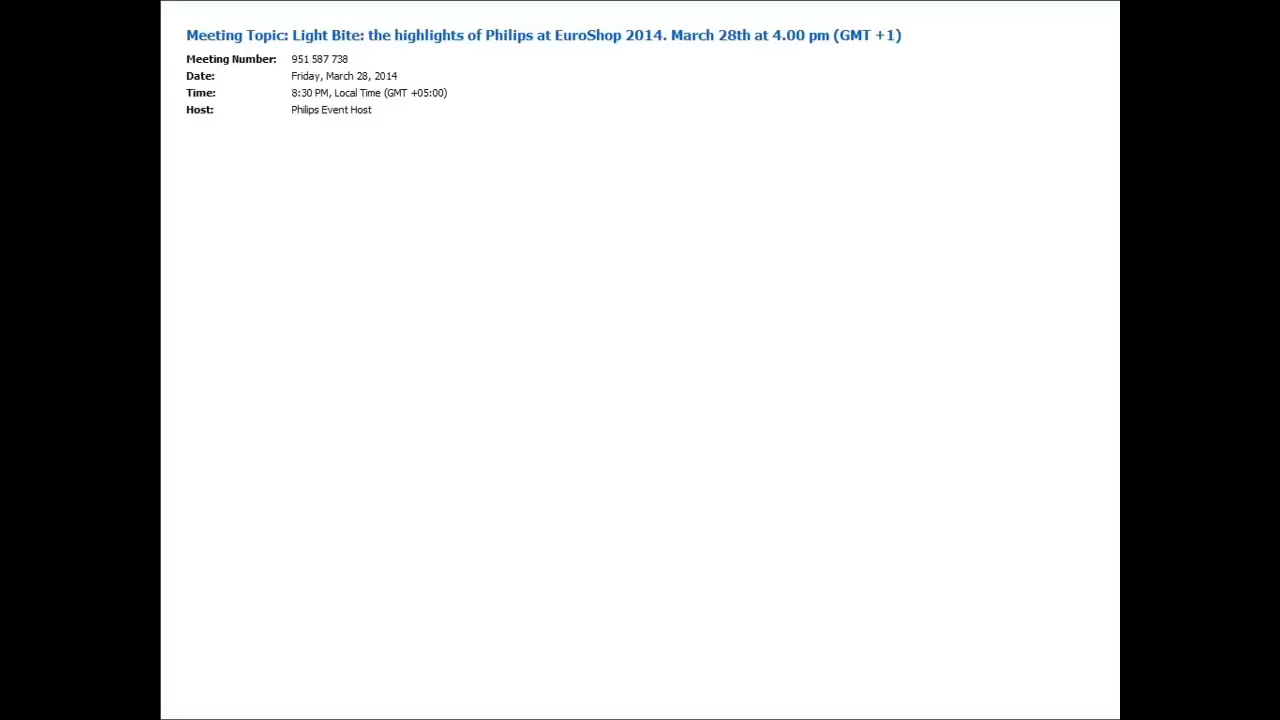 Meeting Topic: Light Bite: the highlights of Philips at EuroShop 2014. March 28th at 4.00 pm (GMT +1)
Meeting Number: 951 587 738
Date: Friday, March 28, 2014
Time: 8:30 PM, Local Time (GMT +05:00)
Host: Philips Event Host